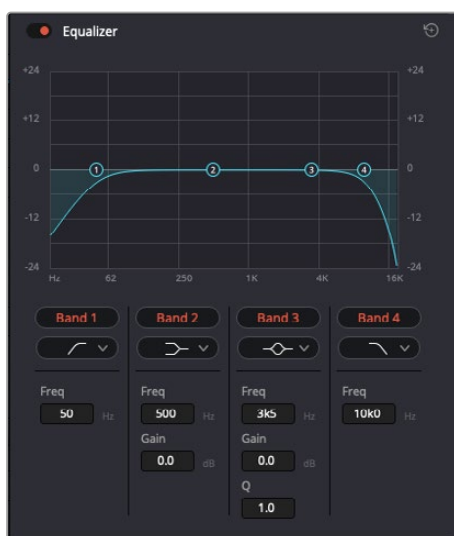 Equalizer
+24 +24
+12 +12
0 1 2 3 4 0
-12 -12
-24 -24
Hz 62 250 1K 4K 16K
Band 1 Band 2 Band 3 Band 4
Freq Freq Freq Freq
50 Hz 500 Hz 3k5 Hz 10k0 Hz
Gain Gain
0.0 dB 0.0 dB
Q
1.0